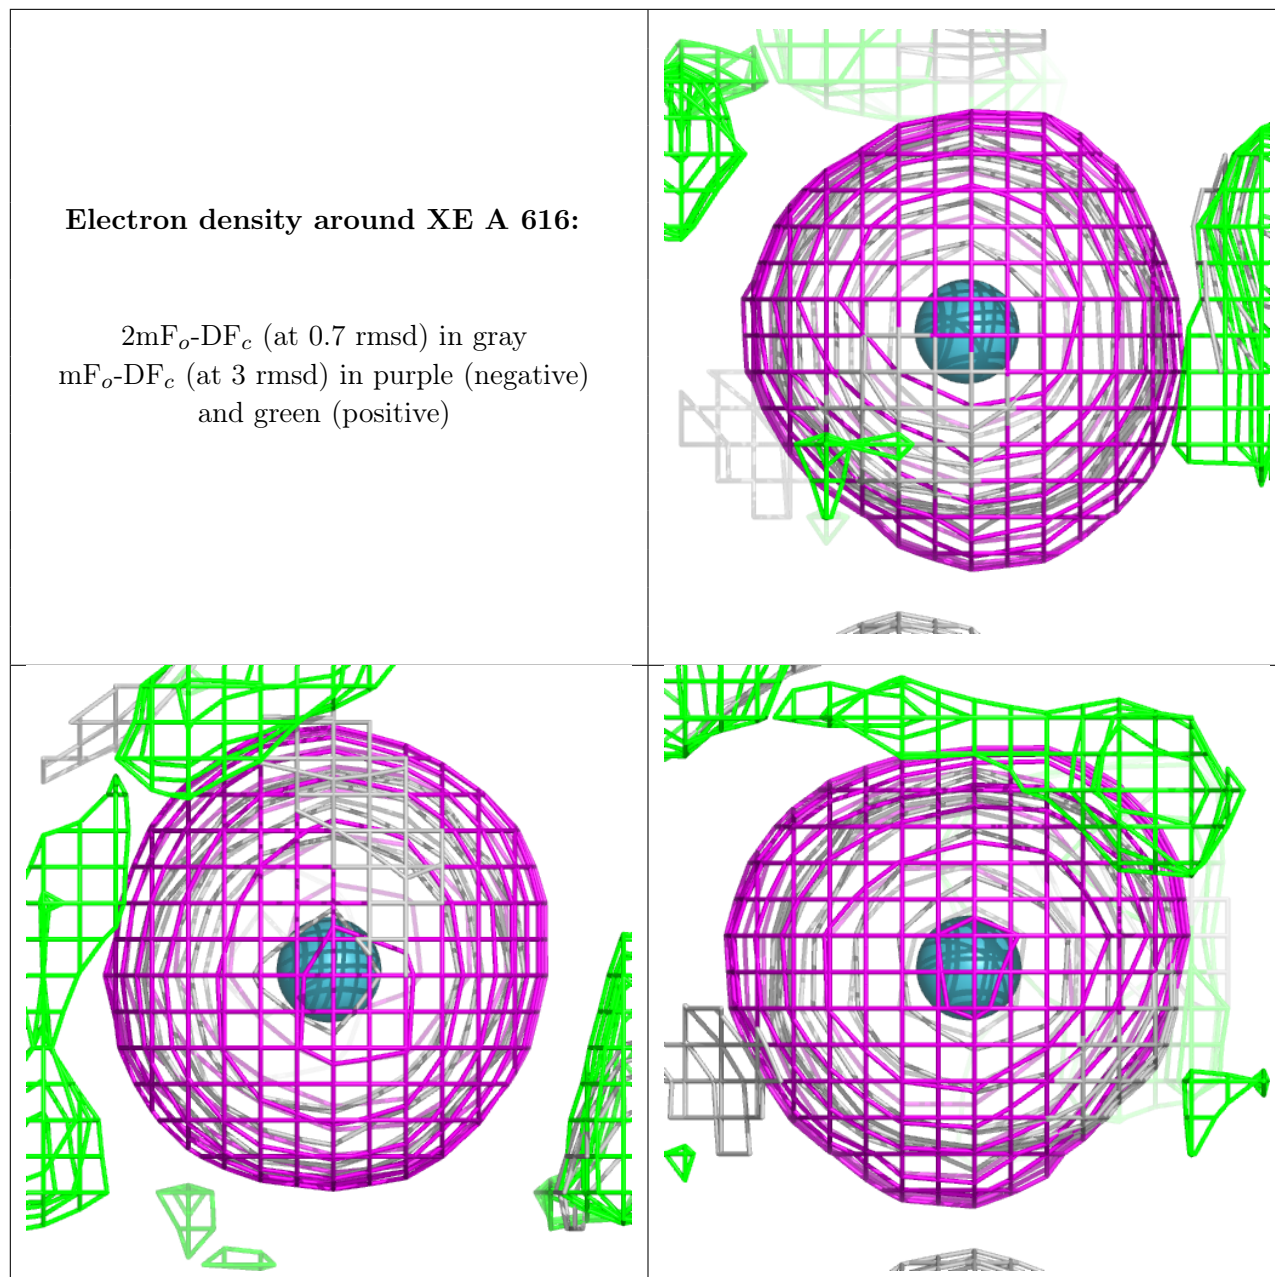 Electron density around XE A 616:
2mFo-DFc (at 0.7 rmsd) in gray
mFo-DFc (at 3 rmsd) in purple (negative)
and green (positive)